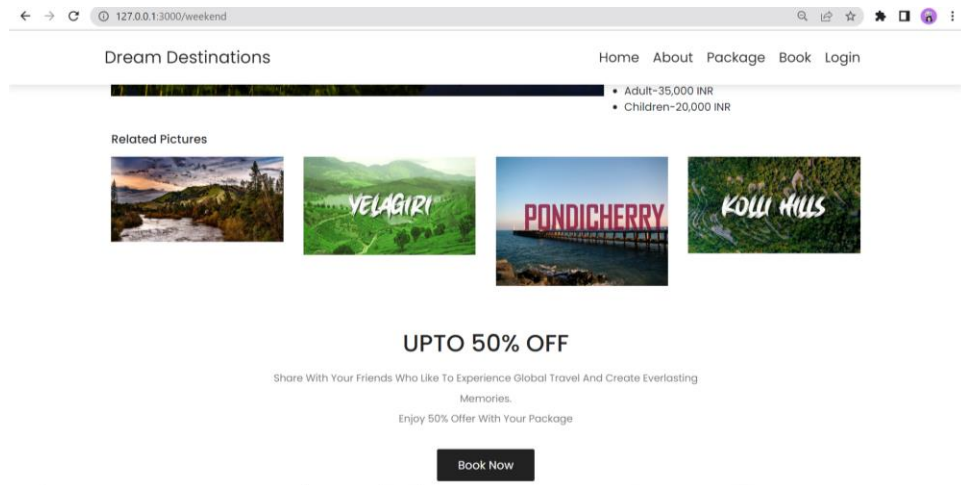 127.0.0.1:3000/weekend
Dream Destinations
Home About Package Book Login
Adult-35,000 INR
Children-20,000 INR
Related Pictures
YELAGIRI
PONDICHERRY
KOLLI HILLS
UPTO 50% OFF
Share With Your Friends Who Like To Experience Global Travel And Create Everlasting
Memories.
Enjoy 50% Offer With Your Package
Book Now